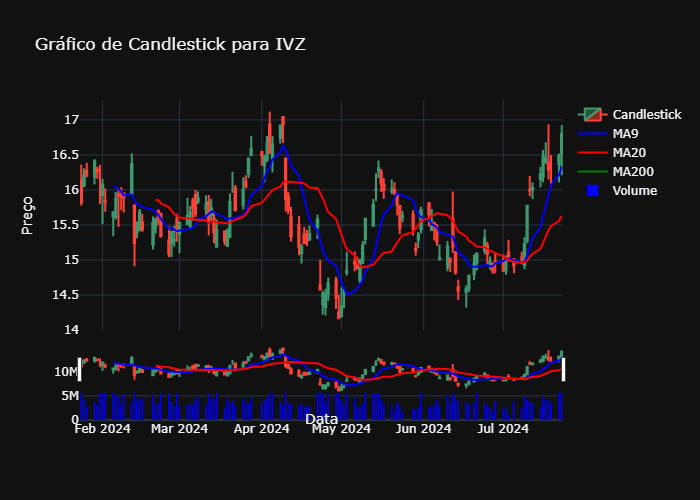 Gráfico de Candlestick para IVZ
Candlestick
MA9
MA20
MA200
Volume
Preço
17
16.5
16
15.5
15
14.5
14
10M
5M
0
Data
Feb 2024
Mar 2024
Apr 2024
May 2024
Jun 2024
Jul 2024